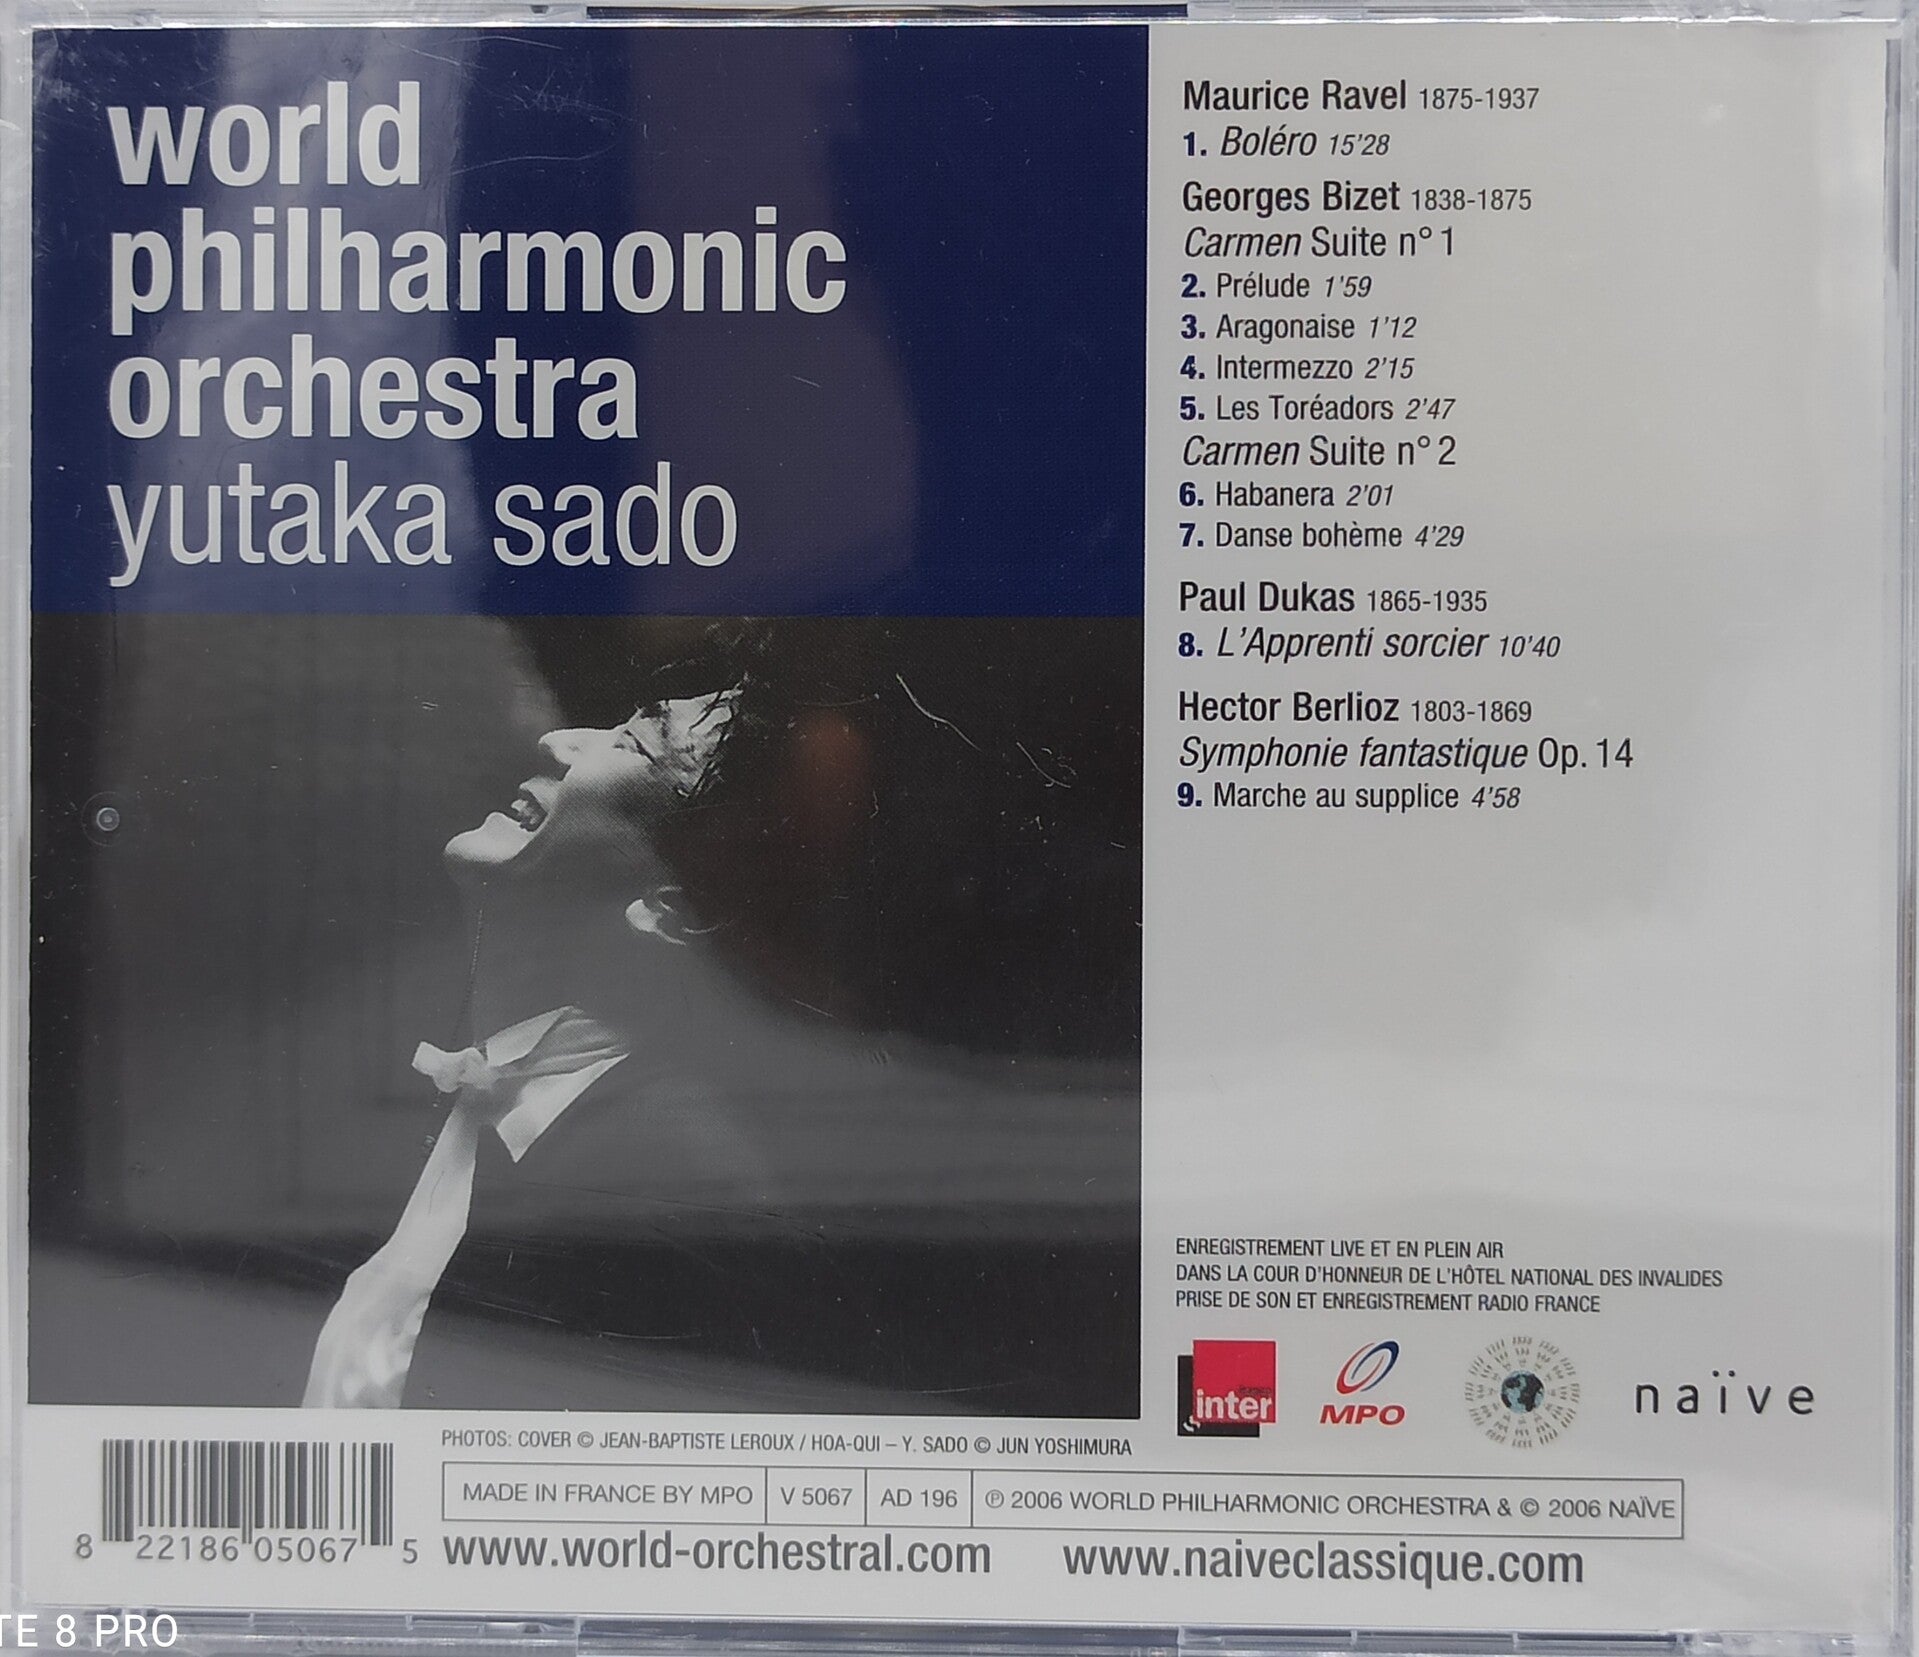 world
philharmonic
orchestra
yutaka sado
Maurice Ravel 1875-1937
1. Boléro 15'28
Georges Bizet 1838-1875
Carmen Suite n° 1
2. Prélude 1'59
3. Aragonaise 1'12
4. Intermezzo 2'15
5. Les Toréadors 2'47
Carmen Suite n° 2
6. Habanera 2'01
7. Danse bohème 4'29
Paul Dukas 1865-1935
8. L'Apprenti sorcier 10'40
Hector Berlioz 1803-1869
Symphonie fantastique Op. 14
9. Marche au supplice 4'58
ENREGISTREMENT LIVE ET EN PLEIN AIR
DANS LA COUR D'HONNEUR DE L'HÔTEL NATIONAL DES INVALIDES
PRISE DE SON ET ENREGISTREMENT RADIO FRANCE
inter
MPO
naïve
PHOTOS: COVER © JEAN-BAPTISTE LEROUX / HOA-QUI – Y. SADO © JUN YOSHIMURA
MADE IN FRANCE BY MPO V 5067 AD 196 ℗ 2006 WORLD PHILHARMONIC ORCHESTRA & © 2006 NAÏVE
8 22186 05067 5
www.world-orchestral.com www.naiveclassique.com
TE 8 PRO